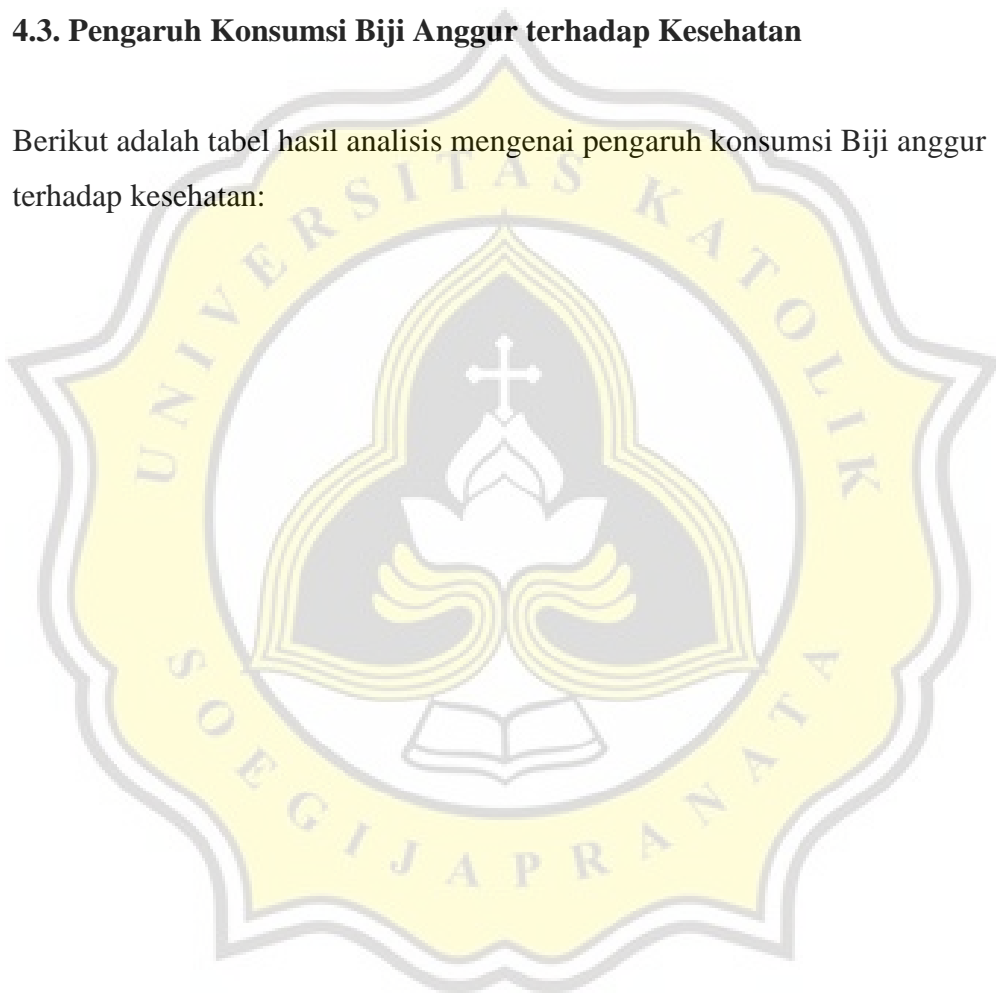 4.3. Pengaruh Konsumsi Biji Anggur terhadap Kesehatan
Berikut adalah tabel hasil analisis mengenai pengaruh konsumsi Biji anggur
terhadap kesehatan:
UNIVERSITAS KATOLIK
SOEGIJAPRANATA